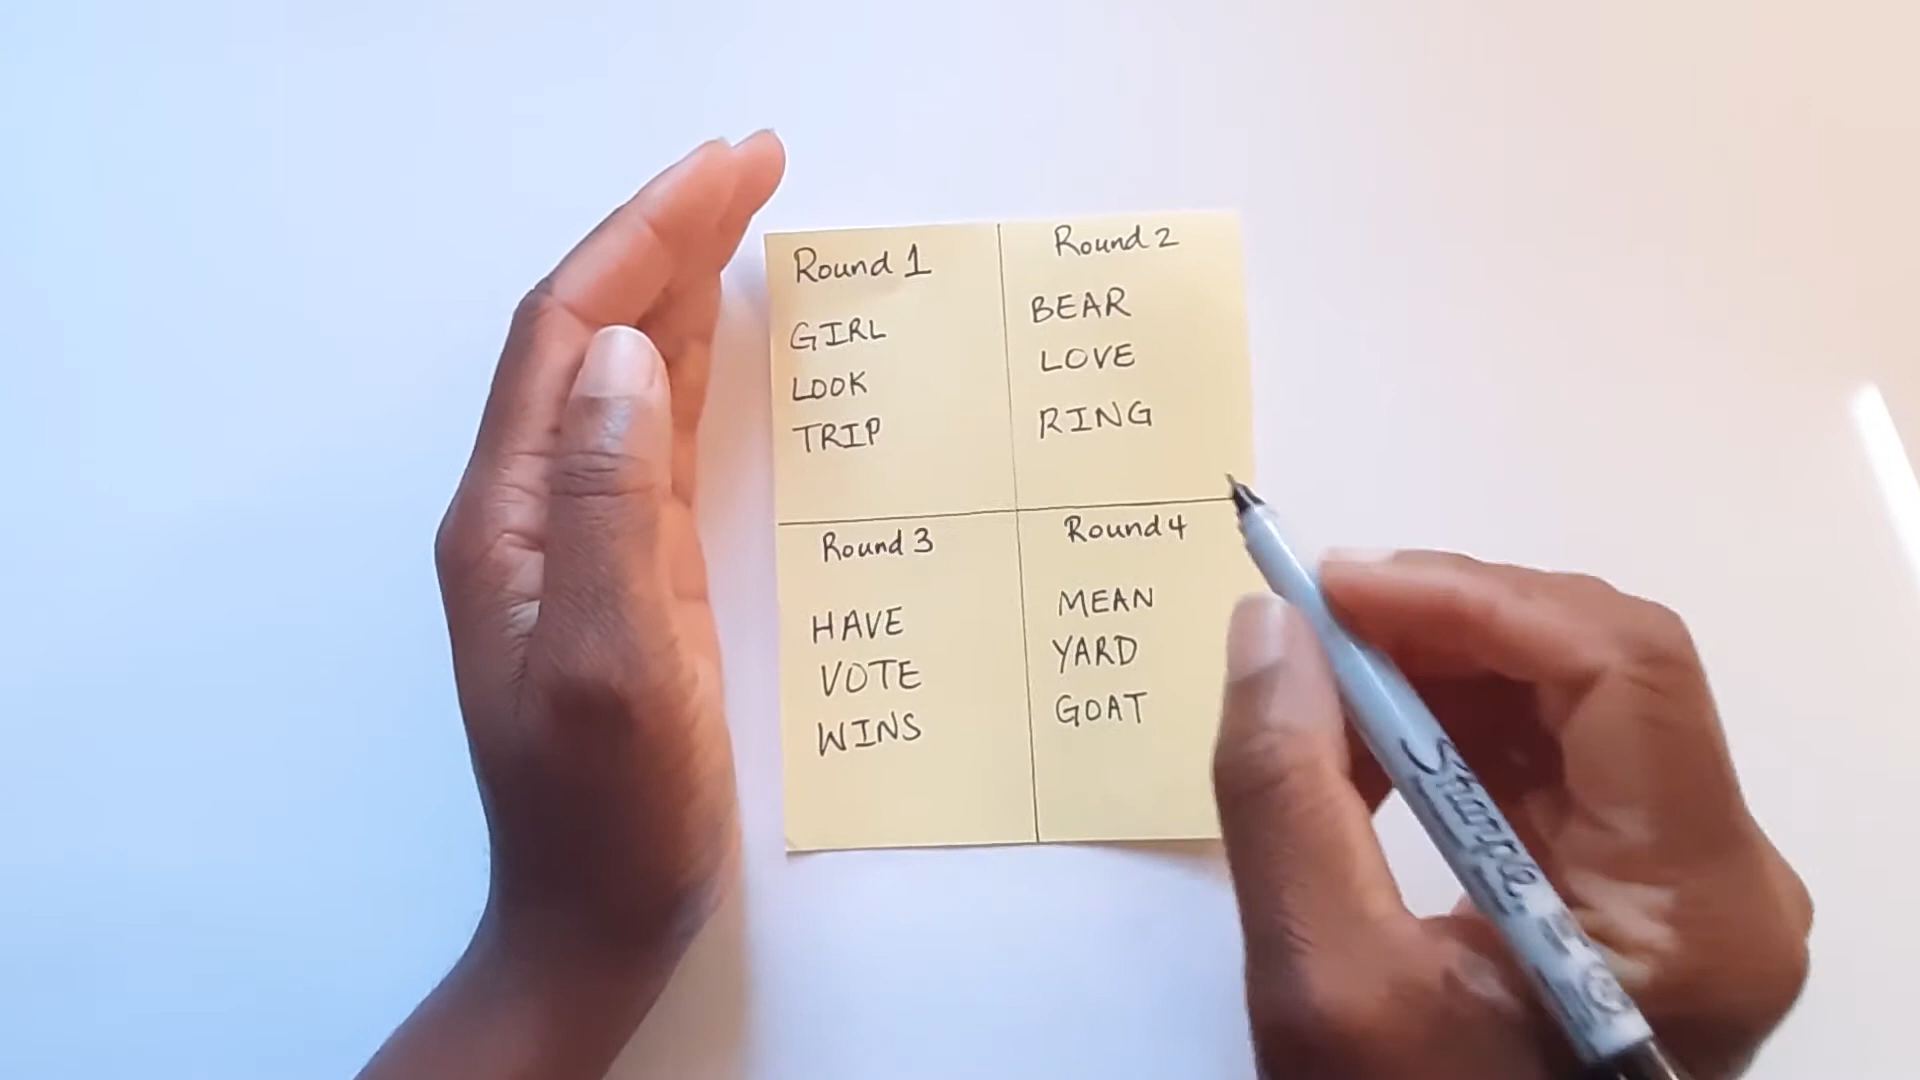 Round 1
GIRL
LOOK
TRIP
Round 2
BEAR
LOVE
RING
Round 3
HAVE
VOTE
WINS
Round 4
MEAN
YARD
GOAT
Sharpie